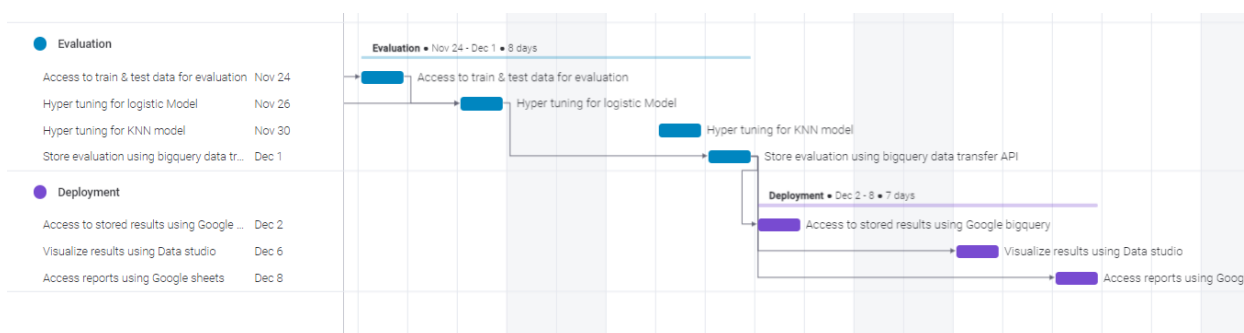 Evaluation
Evaluation • Nov 24 - Dec 1 • 8 days
Access to train & test data for evaluation Nov 24
Access to train & test data for evaluation
Hyper tuning for logistic Model Nov 26
Hyper tuning for logistic Model
Hyper tuning for KNN model Nov 30
Hyper tuning for KNN model
Store evaluation using bigquery data tr... Dec 1
Store evaluation using bigquery data transfer API
Deployment
Deployment • Dec 2 - 8 • 7 days
Access to stored results using Google ... Dec 2
Access to stored results using Google bigquery
Visualize results using Data studio Dec 6
Visualize results using Data studio
Access reports using Google sheets Dec 8
Access reports using Goog